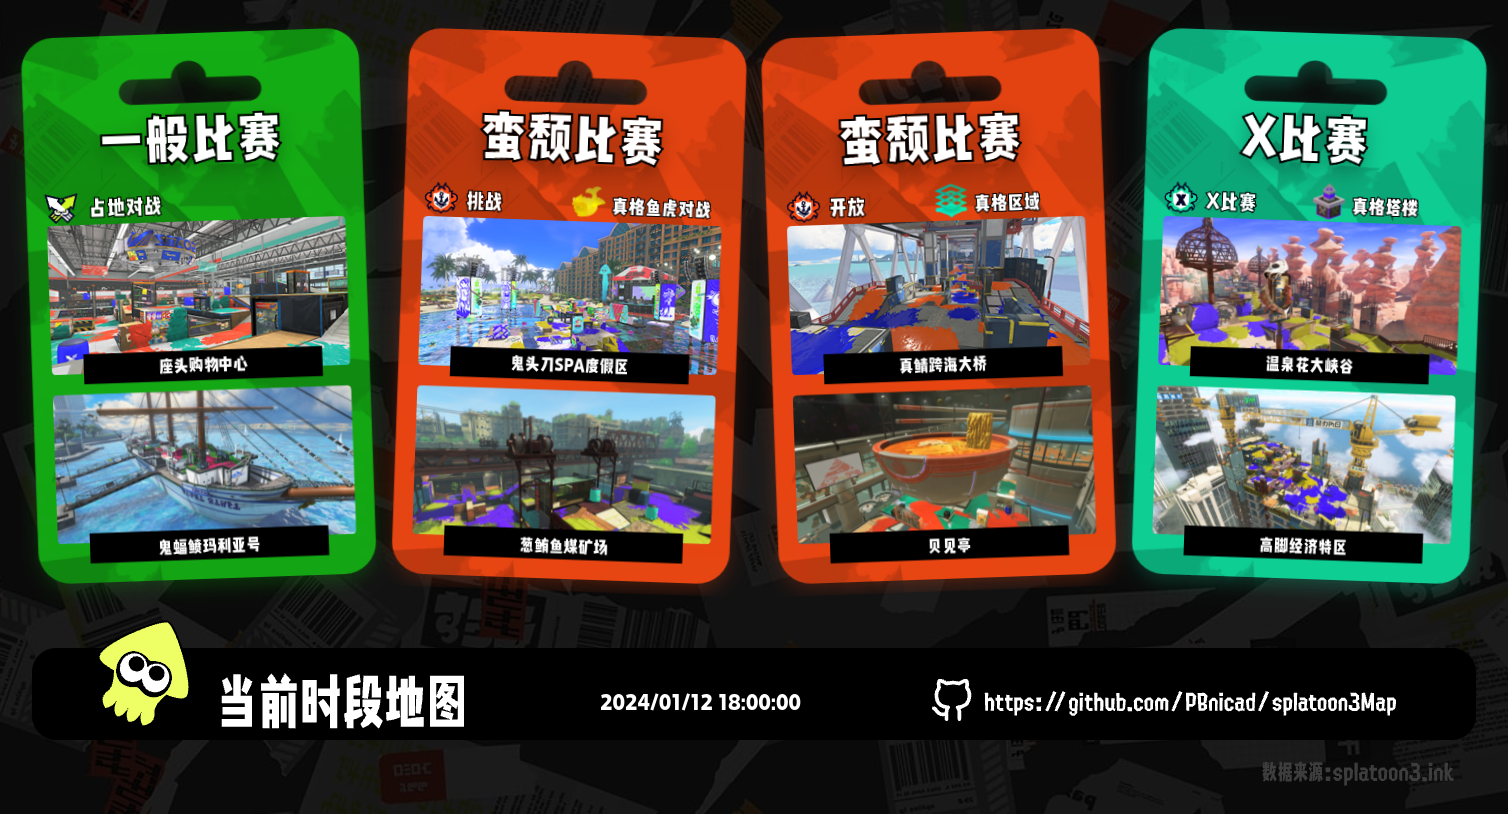 一般比赛
占地对战
座头购物中心
鬼蝠鲼玛利亚号
蛮颓比赛
挑战
真格鱼虎对战
鬼头刀SPA度假区
葱鲔鱼煤矿场
蛮颓比赛
开放
真格区域
真鲭跨海大桥
贝见亭
X比赛
X比赛
真格塔楼
温泉花大峡谷
高脚经济特区
当前时段地图
2024/01/12 18:00:00
https://github.com/PBnicad/splatoon3Map
数据来源:splatoon3.ink